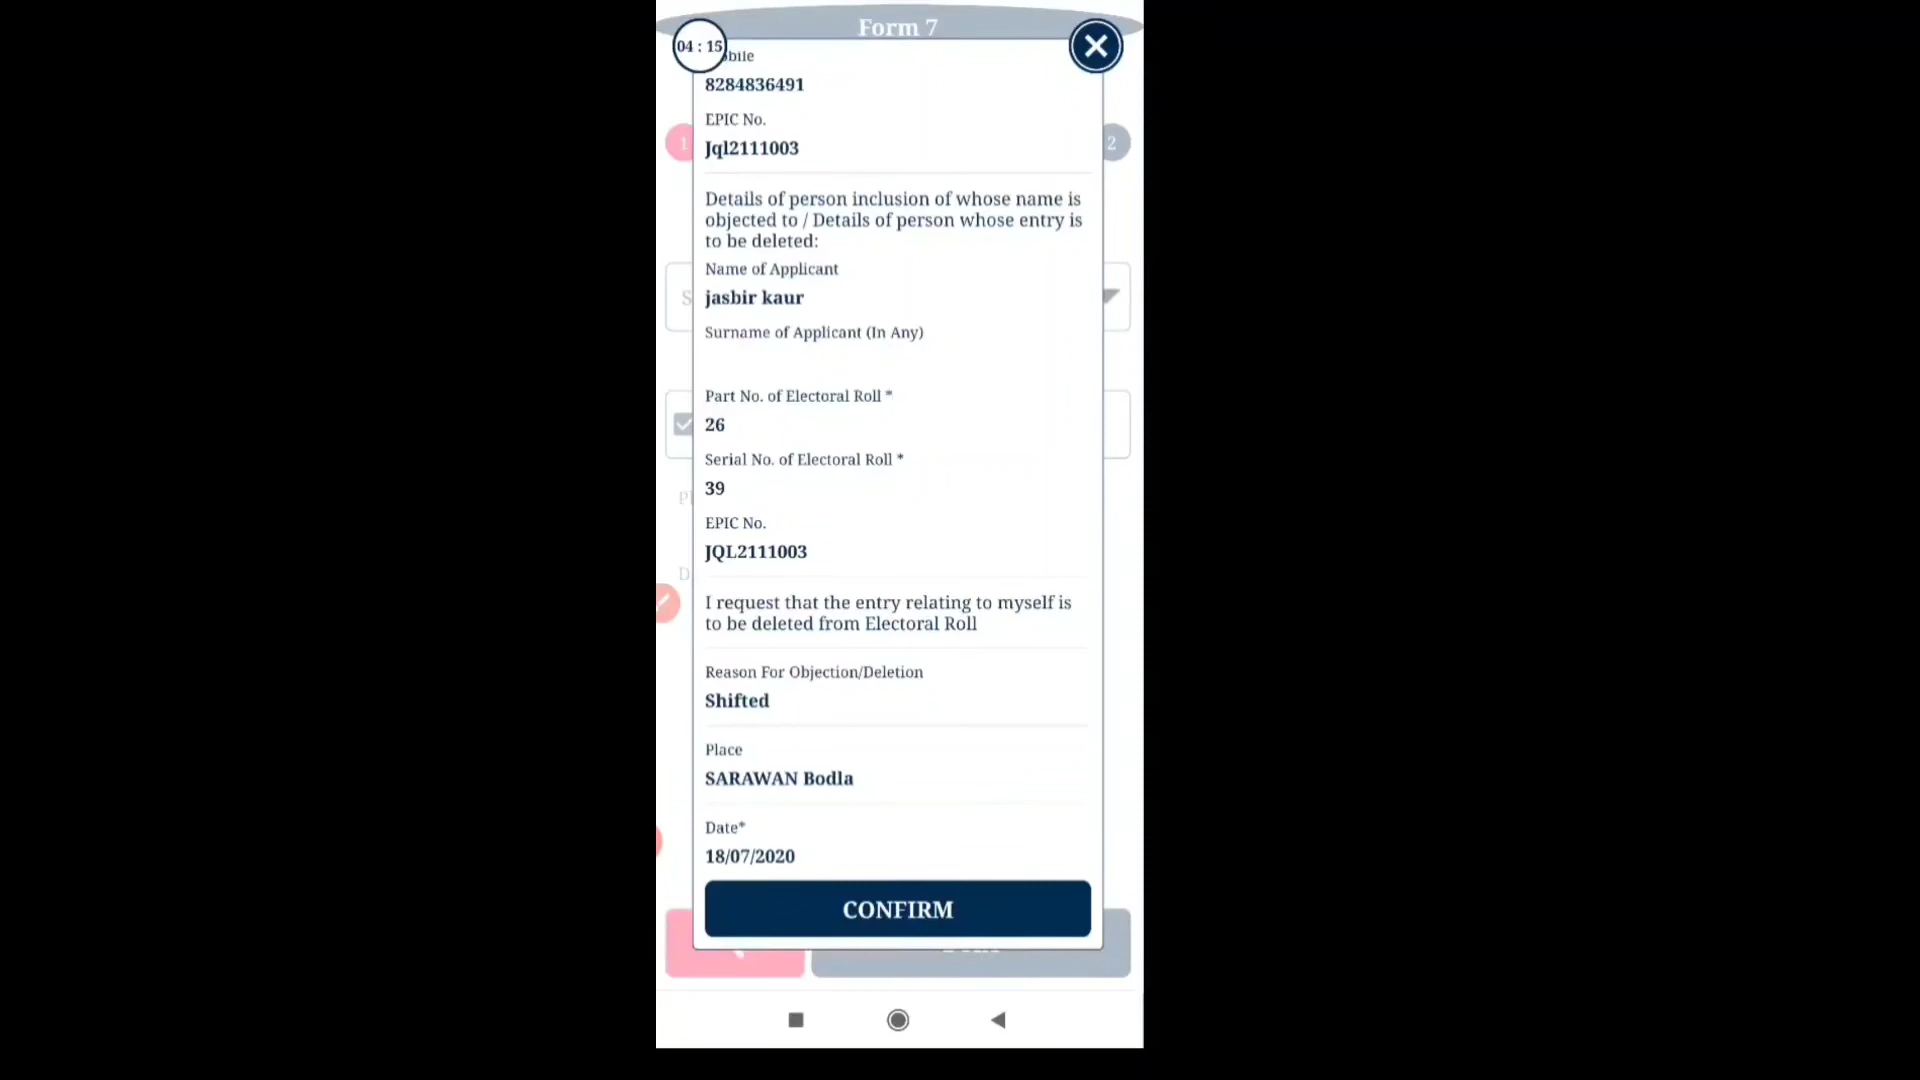 Form 7
04 : 15
bile
8284836491
EPIC No.
Jql2111003
1
2
Details of person inclusion of whose name is
objected to / Details of person whose entry is
to be deleted:
Name of Applicant
jasbir kaur
S
Surname of Applicant (In Any)
Part No. of Electoral Roll *
26
Serial No. of Electoral Roll *
39
EPIC No.
JQL2111003
D
I request that the entry relating to myself is
to be deleted from Electoral Roll
Reason For Objection/Deletion
Shifted
Place
SARAWAN Bodla
Date*
18/07/2020
CONFIRM